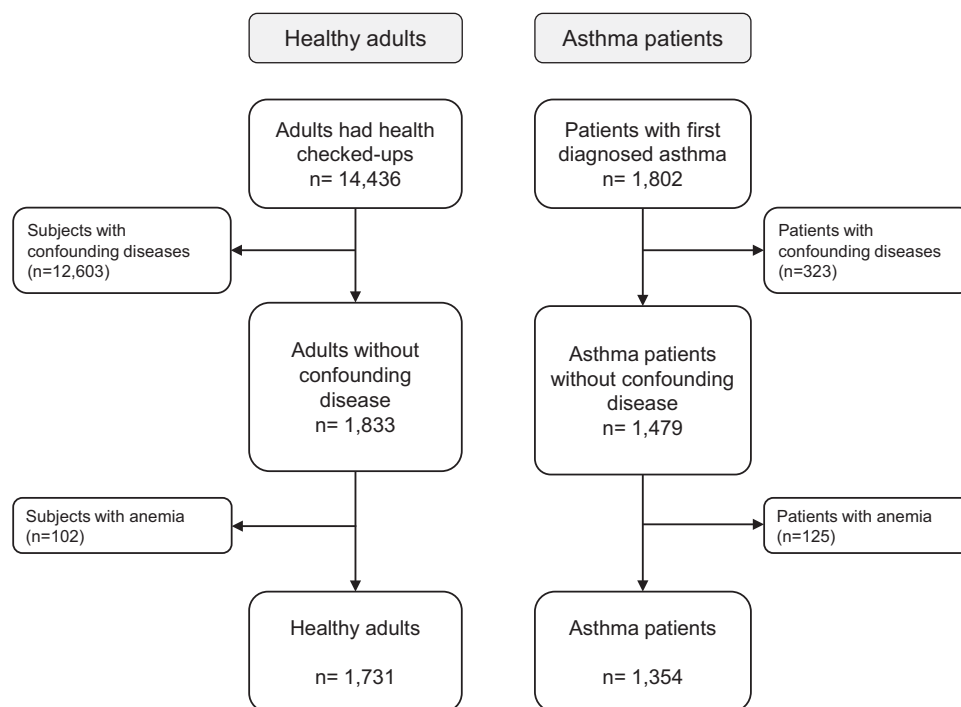 Healthy adults
Asthma patients
Adults had health
checked-ups
n= 14,436
Patients with first
diagnosed asthma
n= 1,802
Subjects with
confounding diseases
(n=12,603)
Patients with
confounding diseases
(n=323)
Adults without
confounding
disease
n= 1,833
Asthma patients
without confounding
disease
n= 1,479
Subjects with anemia
(n=102)
Patients with anemia
(n=125)
Healthy adults
n= 1,731
Asthma patients
n= 1,354